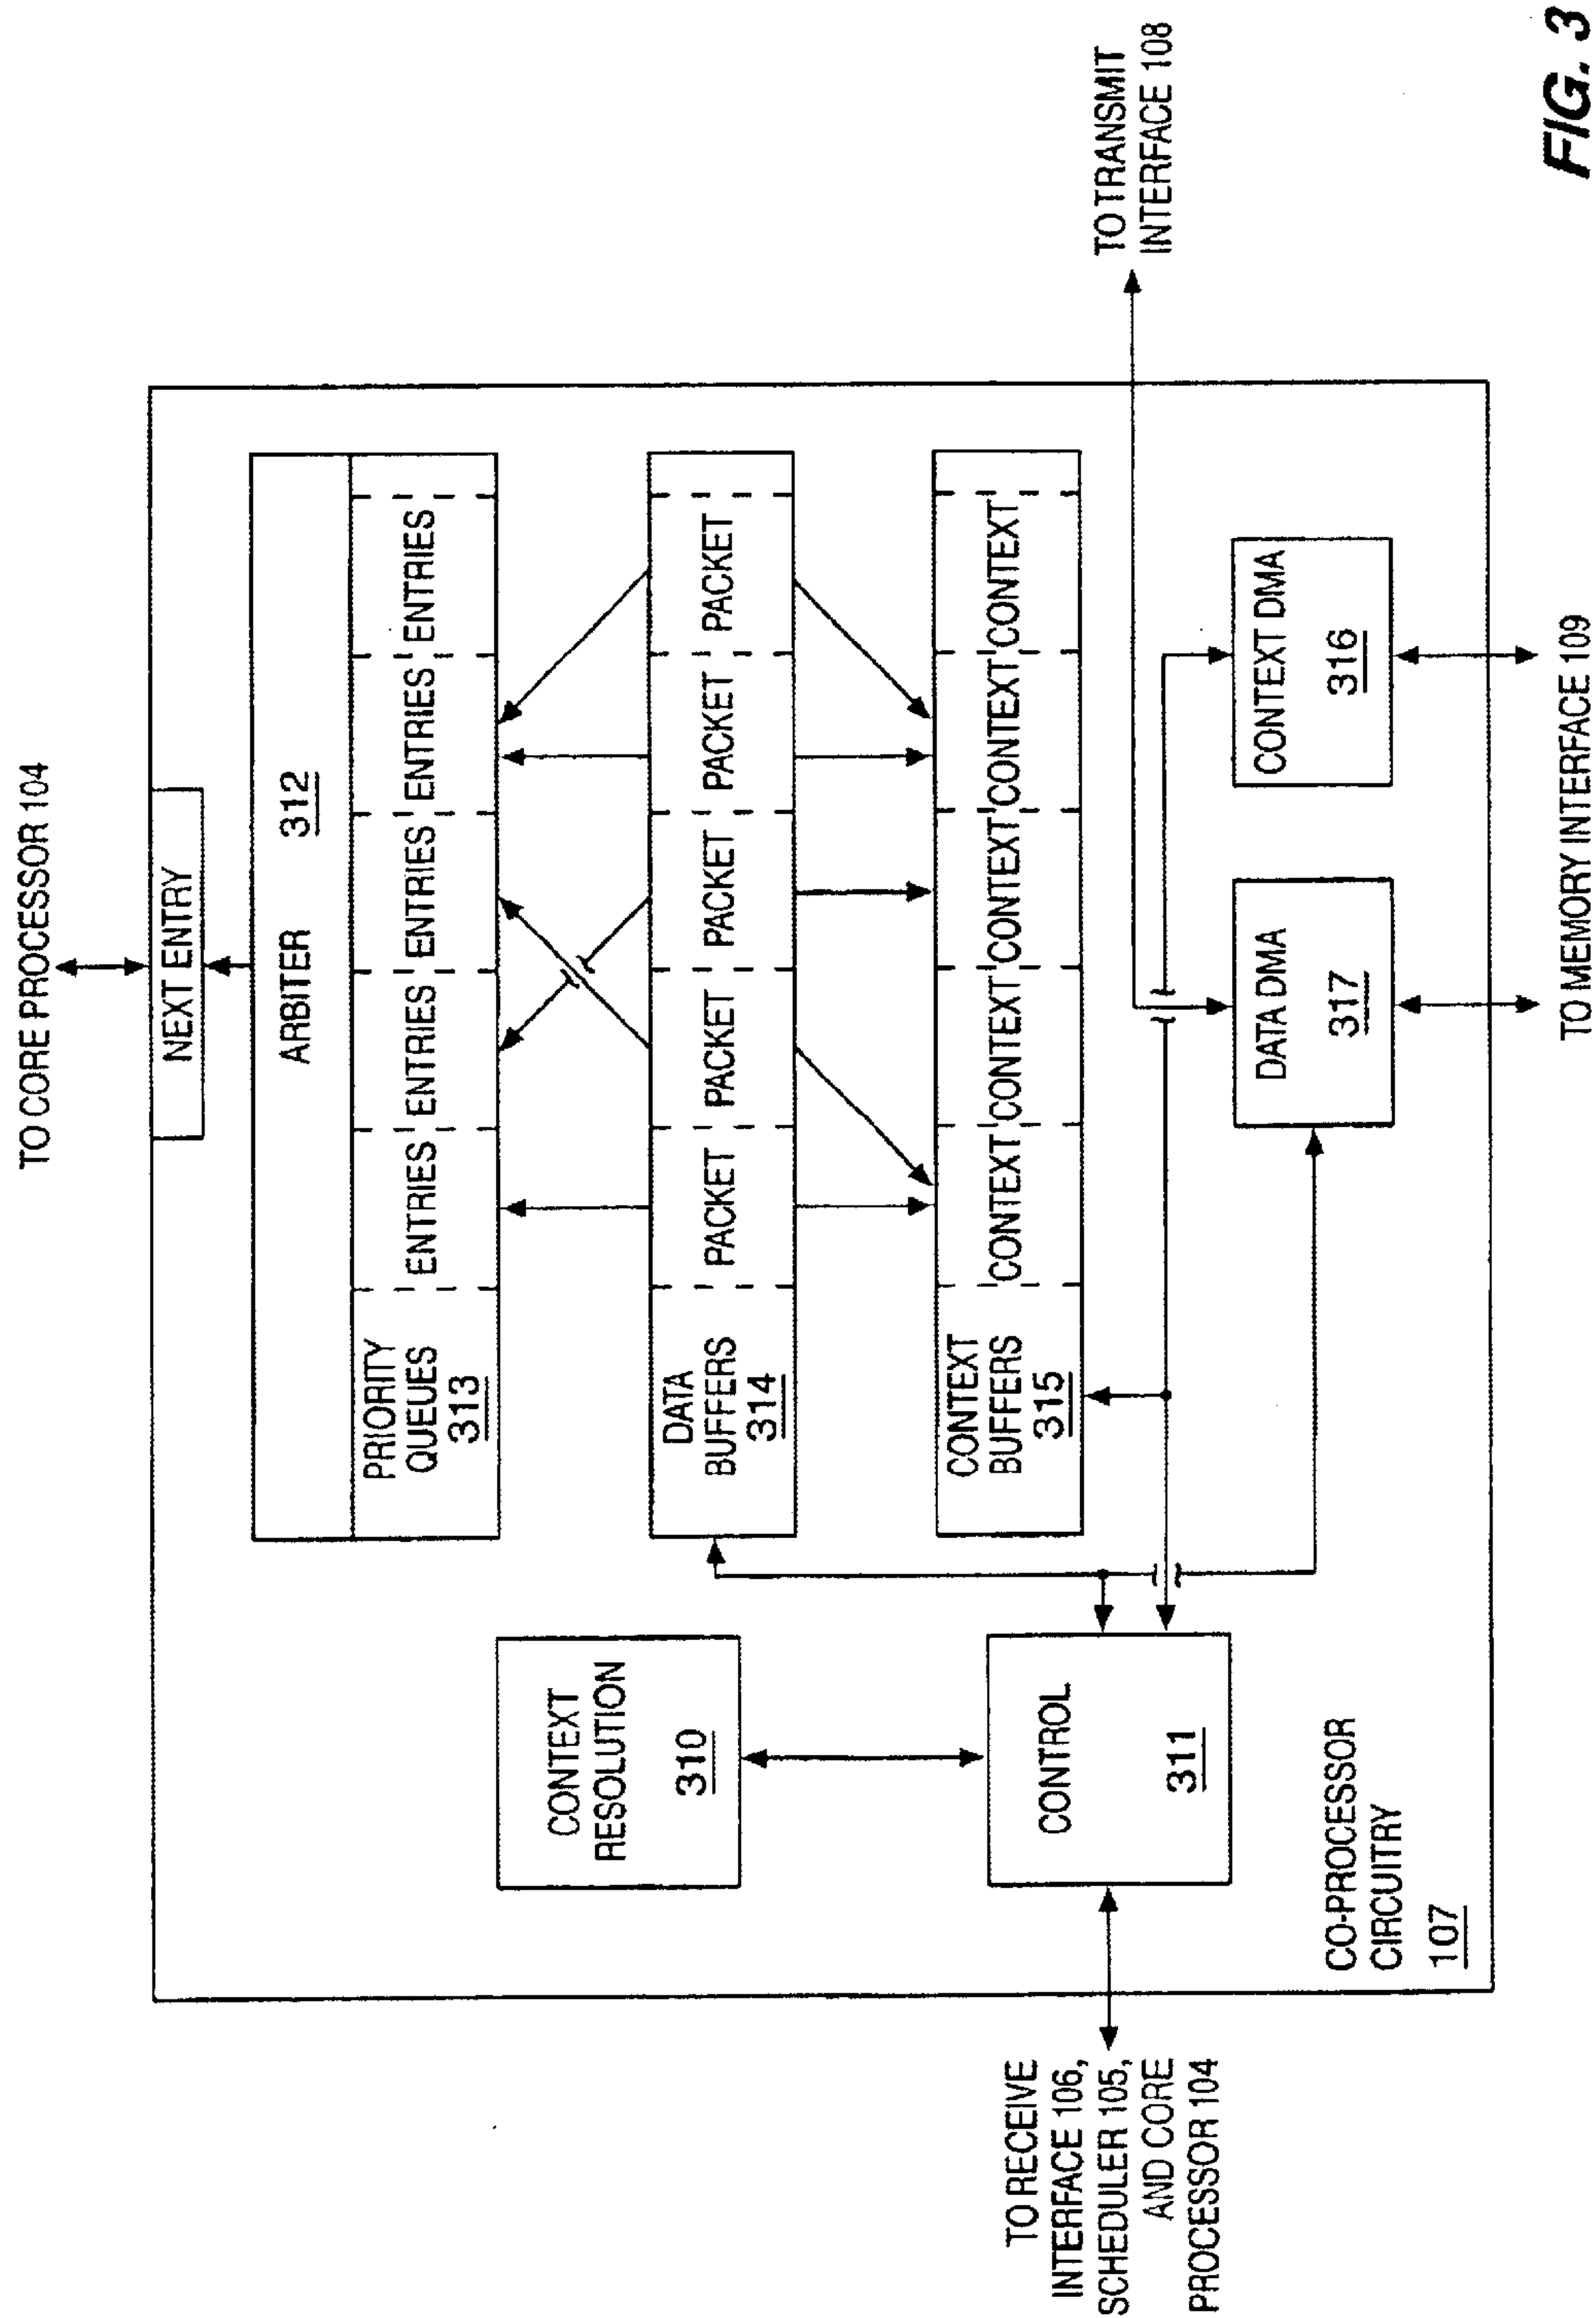 TO CORE PROCESSOR 104
NEXT ENTRY
ARBITER 312
PRIORITY
QUEUES
313
ENTRIES ENTRIES ENTRIES ENTRIES ENTRIES
CONTEXT
RESOLUTION
310
DATA
BUFFERS
314
PACKET PACKET PACKET PACKET PACKET
CONTEXT
BUFFERS
315
CONTEXT CONTEXT CONTEXT CONTEXT CONTEXT
TO RECEIVE
INTERFACE 106,
SCHEDULER 105,
AND CORE
PROCESSOR 104
CONTROL
311
TO TRANSMIT
INTERFACE 108
DATA DMA
317
CONTEXT DMA
316
CO-PROCESSOR
CIRCUITRY
107
TO MEMORY INTERFACE 109
FIG. 3